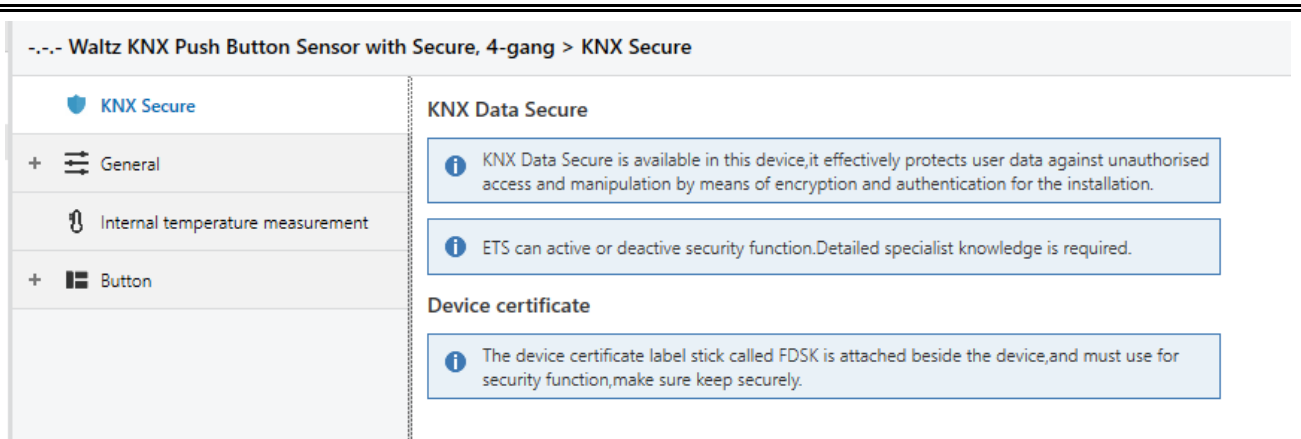 -.-.- Waltz KNX Push Button Sensor with Secure, 4-gang > KNX Secure
KNX Secure
+ General
Internal temperature measurement
+ Button
KNX Data Secure
KNX Data Secure is available in this device,it effectively protects user data against unauthorised
access and manipulation by means of encryption and authentication for the installation.
ETS can active or deactive security function.Detailed specialist knowledge is required.
Device certificate
The device certificate label stick called FDSK is attached beside the device,and must use for
security function,make sure keep securely.